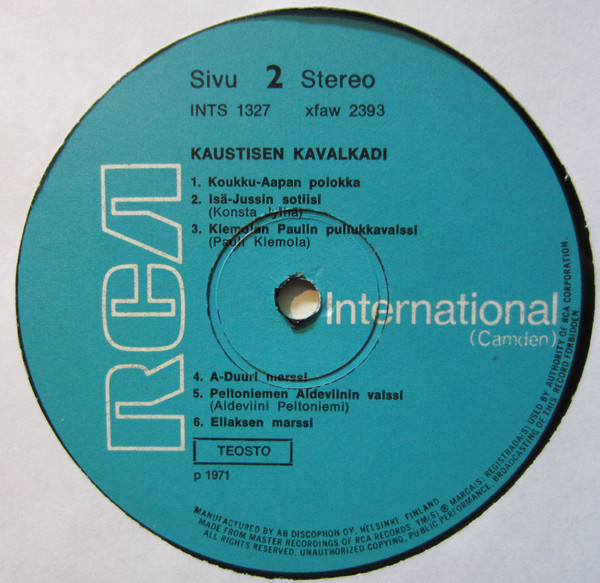 Sivu 2 Stereo
INTS 1327 xfaw 2393
KAUSTISEN KAVALKADI
1. Koukku-Aapan polokka
2. Isä-Jussin sotiisi
(Konsta Jylhä)
3. Klemolan Paulin pullukkavalssi
(Pauli Klemola)
RCA
International
(Camden)
4. A-Duuri marssi
5. Peltoniemen Aldeviinin valssi
(Aldeviini Peltoniemi)
6. Eliaksen marssi
TEOSTO
p 1971
MANUFACTURED BY AB DISCOPHON OY, HELSINKI, FINLAND
MADE FROM MASTER RECORDINGS OF RCA RECORDS. TM(S) ® MARCA(S) REGISTRADA(S) USED BY AUTHORITY OF RCA CORPORATION.
ALL RIGHTS RESERVED. UNAUTHORIZED COPYING, PUBLIC PERFORMANCE, BROADCASTING OF THIS RECORD FORBIDDEN.